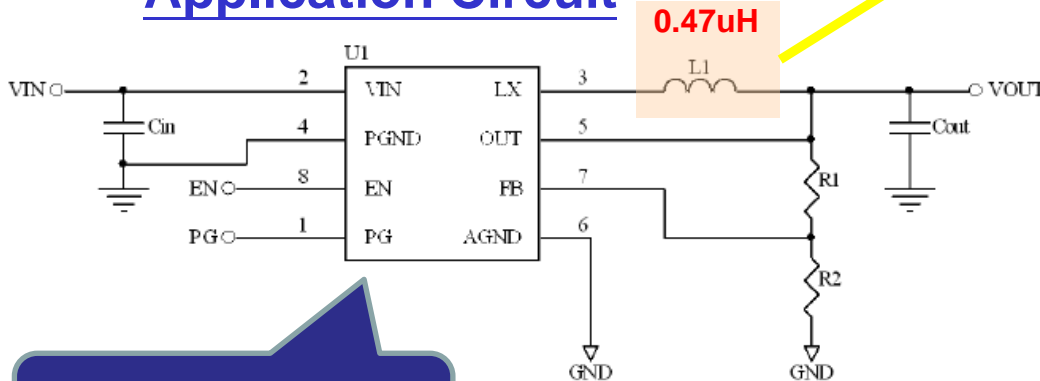 Application Circuit
0.47uH
U1
L1
VIN
2
VIN
LX
3
VOUT
Cin
4
PGND
OUT
5
Cout
EN
8
EN
FB
7
R1
PG
1
PG
AGND
6
R2
GND
GND